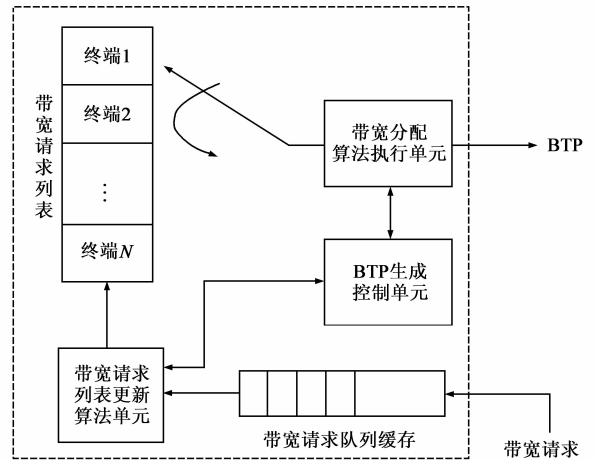 带宽请求列表
终端1
终端2
⋮
终端N
带宽分配
算法执行单元
BTP
BTP生成
控制单元
带宽请求
列表更新
算法单元
带宽请求队列缓存
带宽请求